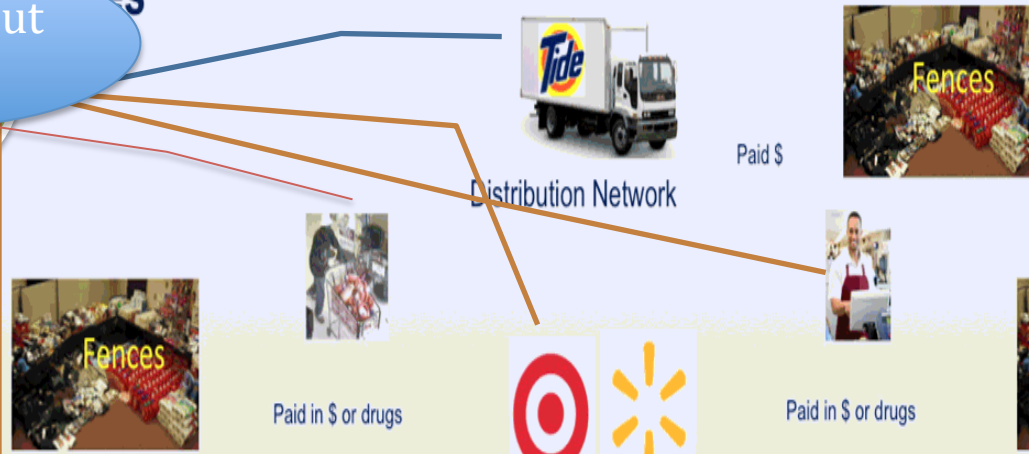 ut
s
Tide
Fences
Paid $
Distribution Network
Fences
Paid in $ or drugs
Paid in $ or drugs